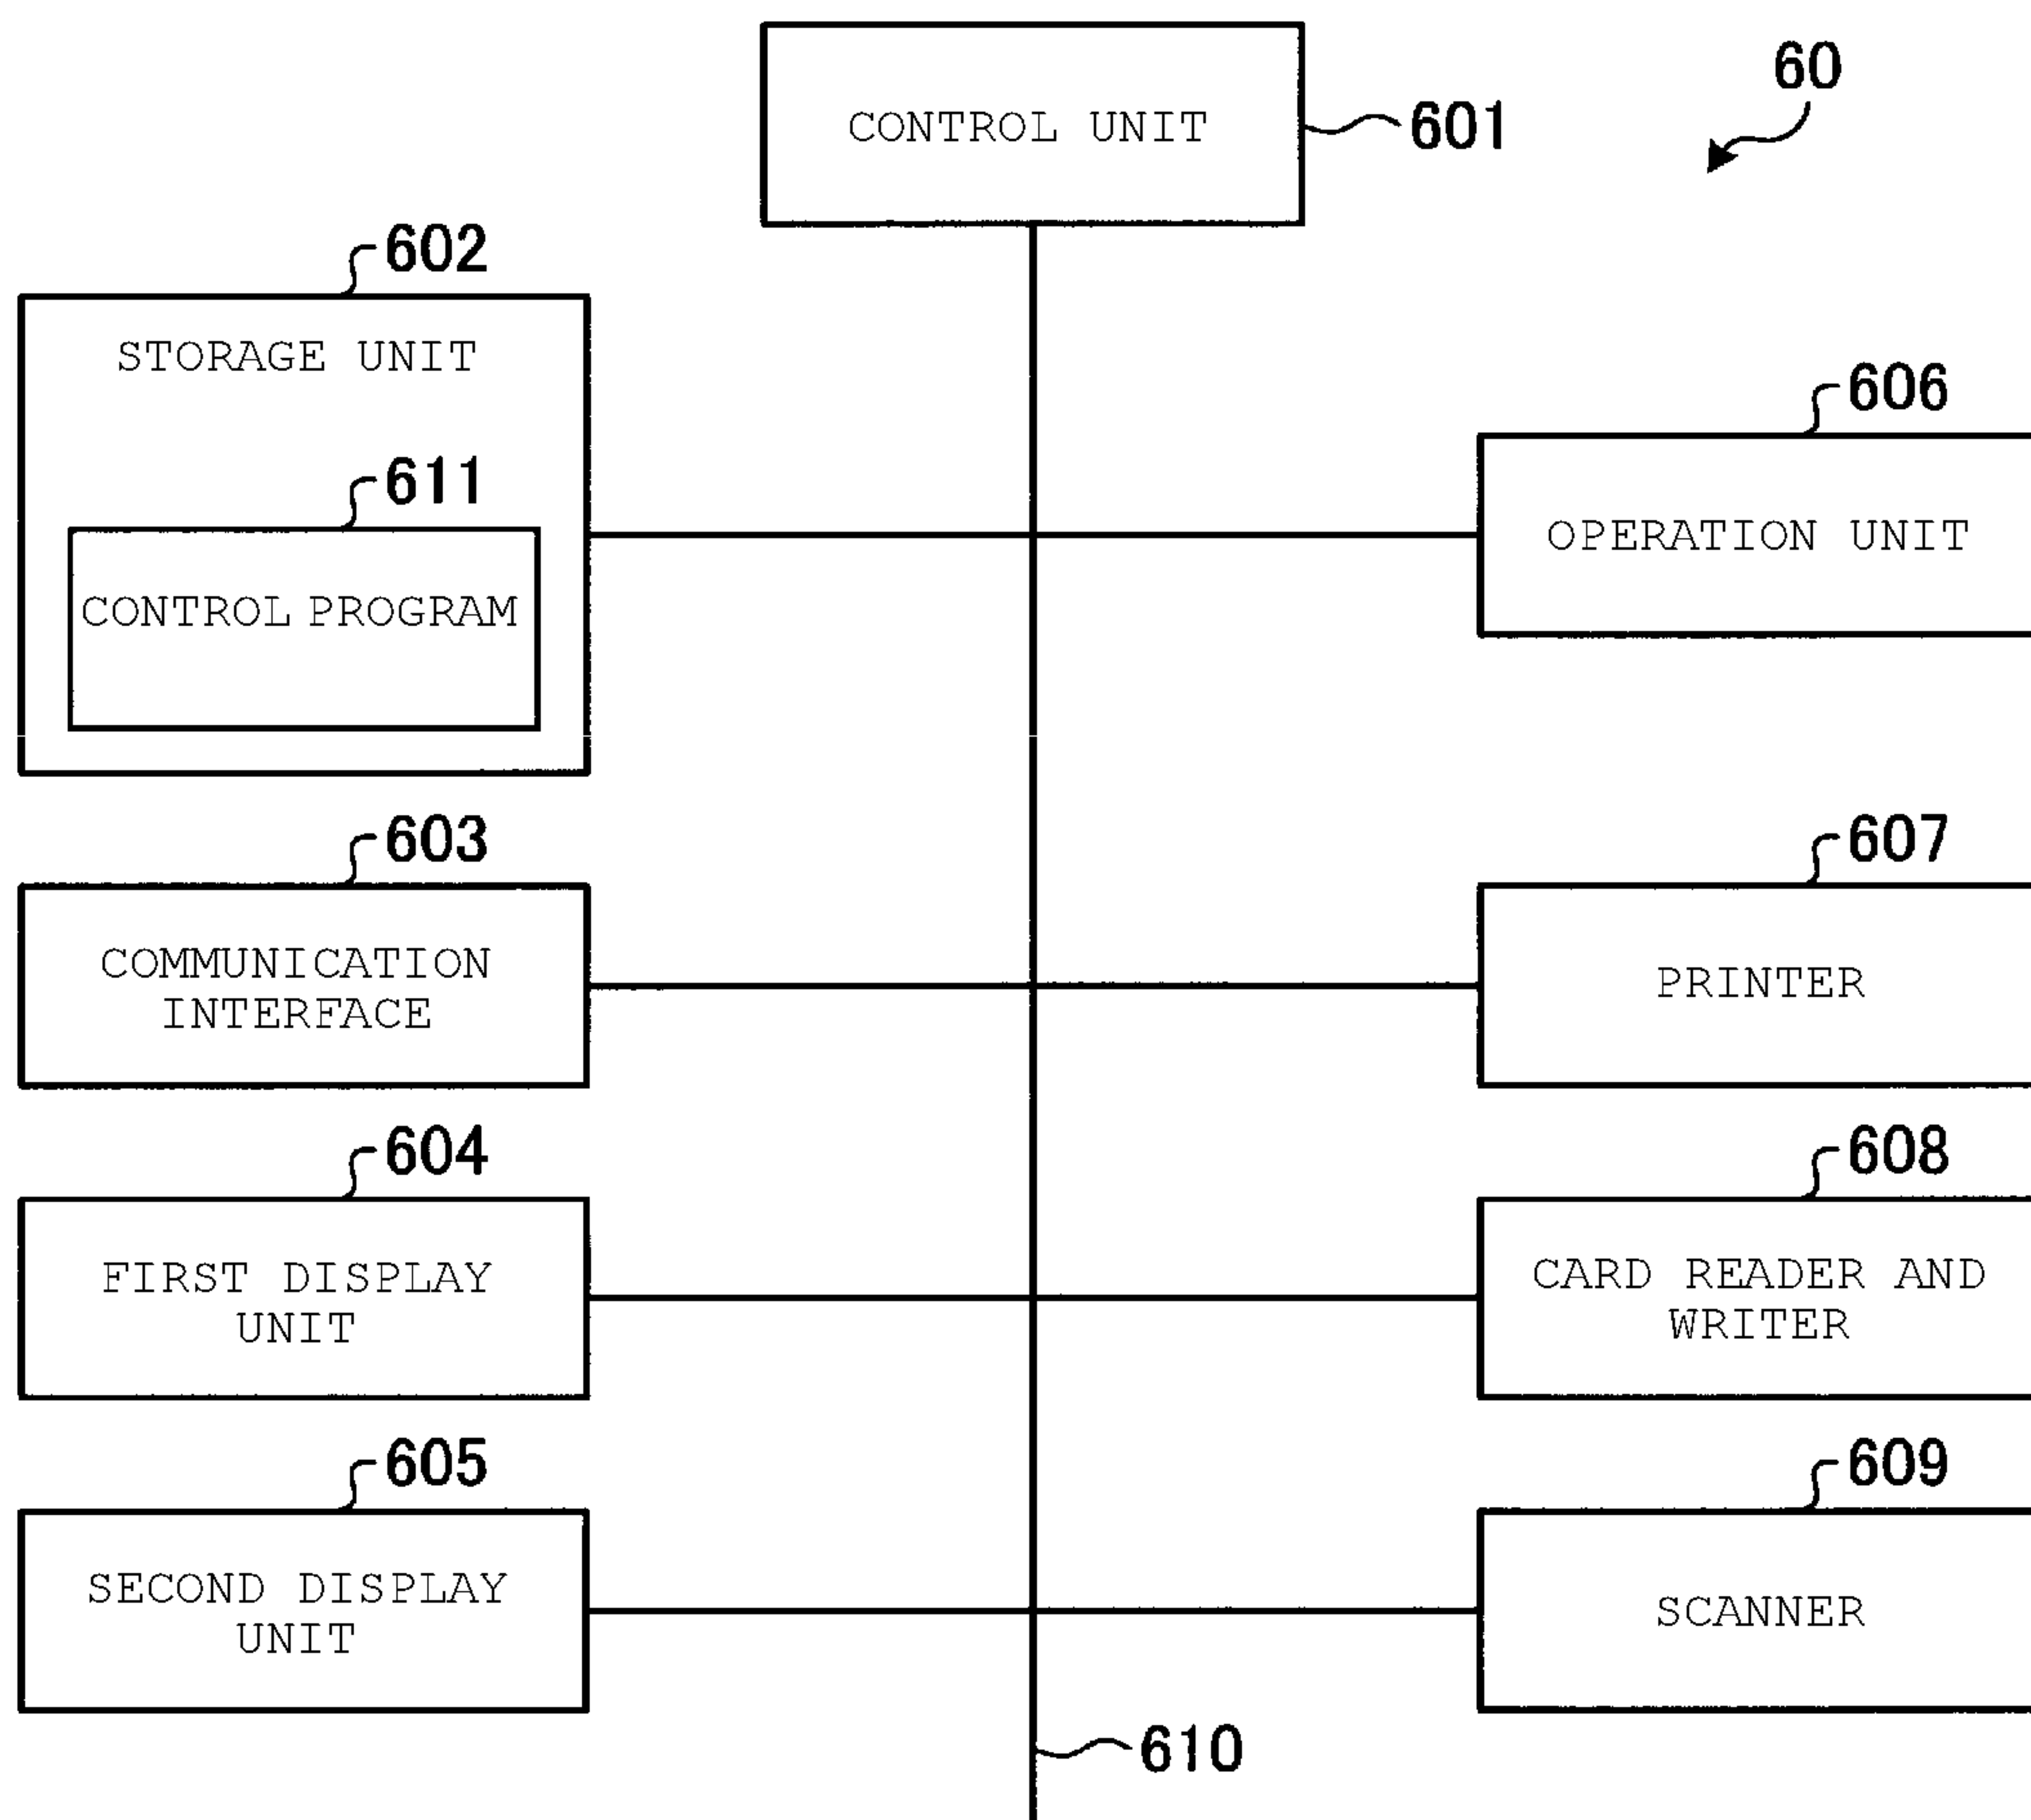 CONTROL UNIT
601
60
602
STORAGE UNIT
611
CONTROL PROGRAM
606
OPERATION UNIT
603
COMMUNICATION
INTERFACE
607
PRINTER
604
FIRST DISPLAY
UNIT
608
CARD READER AND
WRITER
605
SECOND DISPLAY
UNIT
609
SCANNER
610